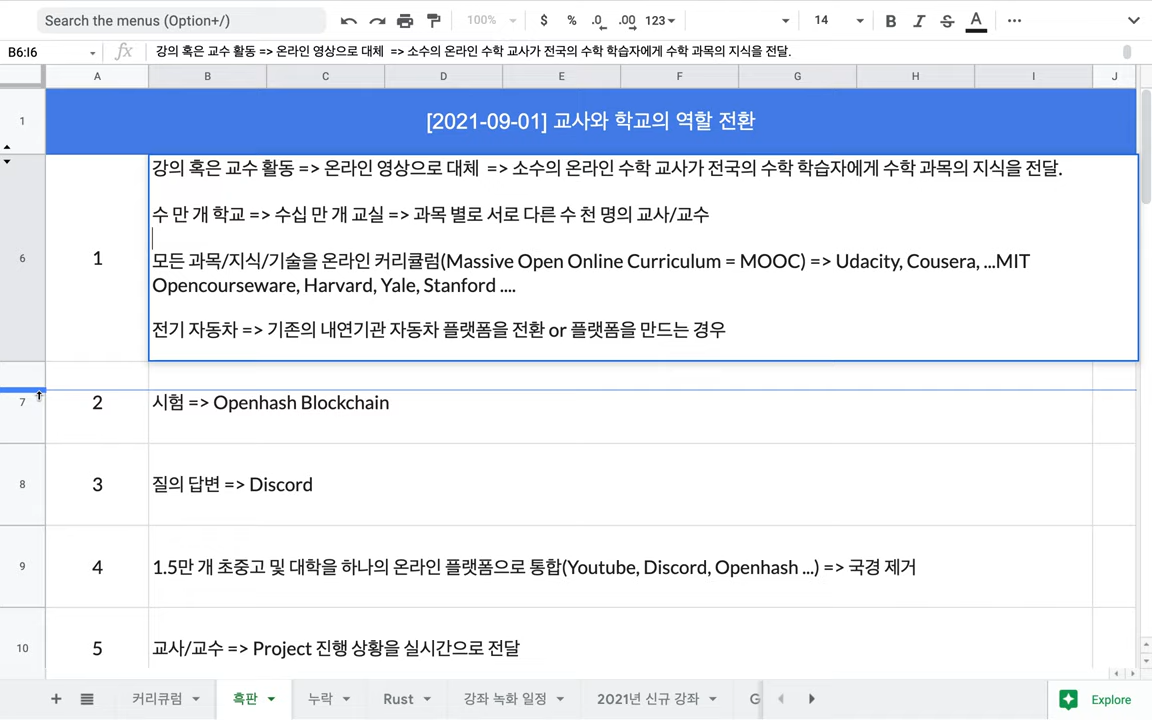 Search the menus (Option+/)
100%
$ % .0 .00 123
14
B I S A
B6:I6
fx
강의 혹은 교수 활동 => 온라인 영상으로 대체 => 소수의 온라인 수학 교사가 전국의 수학 학습자에게 수학 과목의 지식을 전달.
A B C D E F G H I J
1
[2021-09-01] 교사와 학교의 역할 전환
6
1
강의 혹은 교수 활동 => 온라인 영상으로 대체 => 소수의 온라인 수학 교사가 전국의 수학 학습자에게 수학 과목의 지식을 전달.
수 만 개 학교 => 수십 만 개 교실 => 과목 별로 서로 다른 수 천 명의 교사/교수
모든 과목/지식/기술을 온라인 커리큘럼(Massive Open Online Curriculum = MOOC) => Udacity, Cousera, ...MIT
Opencourseware, Harvard, Yale, Stanford ....
전기 자동차 => 기존의 내연기관 자동차 플랫폼을 전환 or 플랫폼을 만드는 경우
7
2
시험 => Openhash Blockchain
8
3
질의 답변 => Discord
9
4
1.5만 개 초중고 및 대학을 하나의 온라인 플랫폼으로 통합(Youtube, Discord, Openhash ...) => 국경 제거
10
5
교사/교수 => Project 진행 상황을 실시간으로 전달
커리큐럼 흑판 누락 Rust 강좌 녹화 일정 2021년 신규 강좌 G
Explore